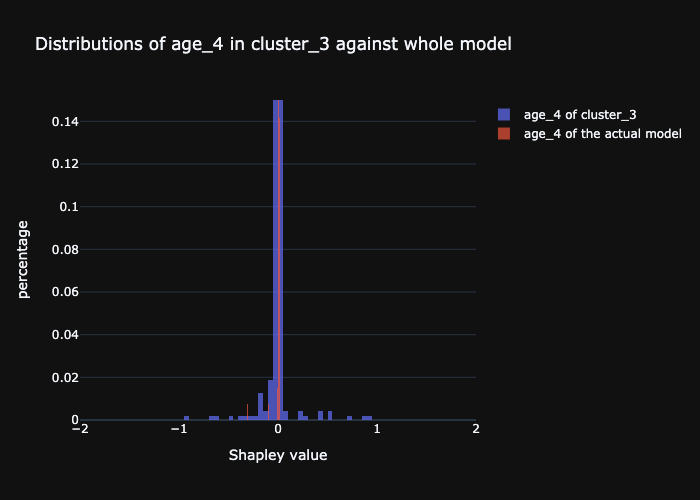 Distributions of age_4 in cluster_3 against whole model
age_4 of cluster_3
age_4 of the actual model
percentage
0.14
0.12
0.1
0.08
0.06
0.04
0.02
0
−2
−1
0
1
2
Shapley value